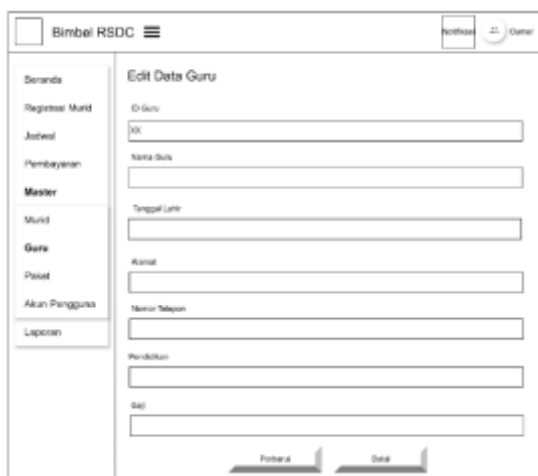 Bimbel RSDC
Notifikasi
Owner
Beranda
Registrasi Murid
Jadwal
Pembayaran
Master
Murid
Guru
Paket
Akun Pengguna
Laporan
Edit Data Guru
ID Guru
XX
Nama Guru
Tanggal Lahir
Alamat
Nomor Telepon
Pendidikan
Gaji
Perbarui
Batal